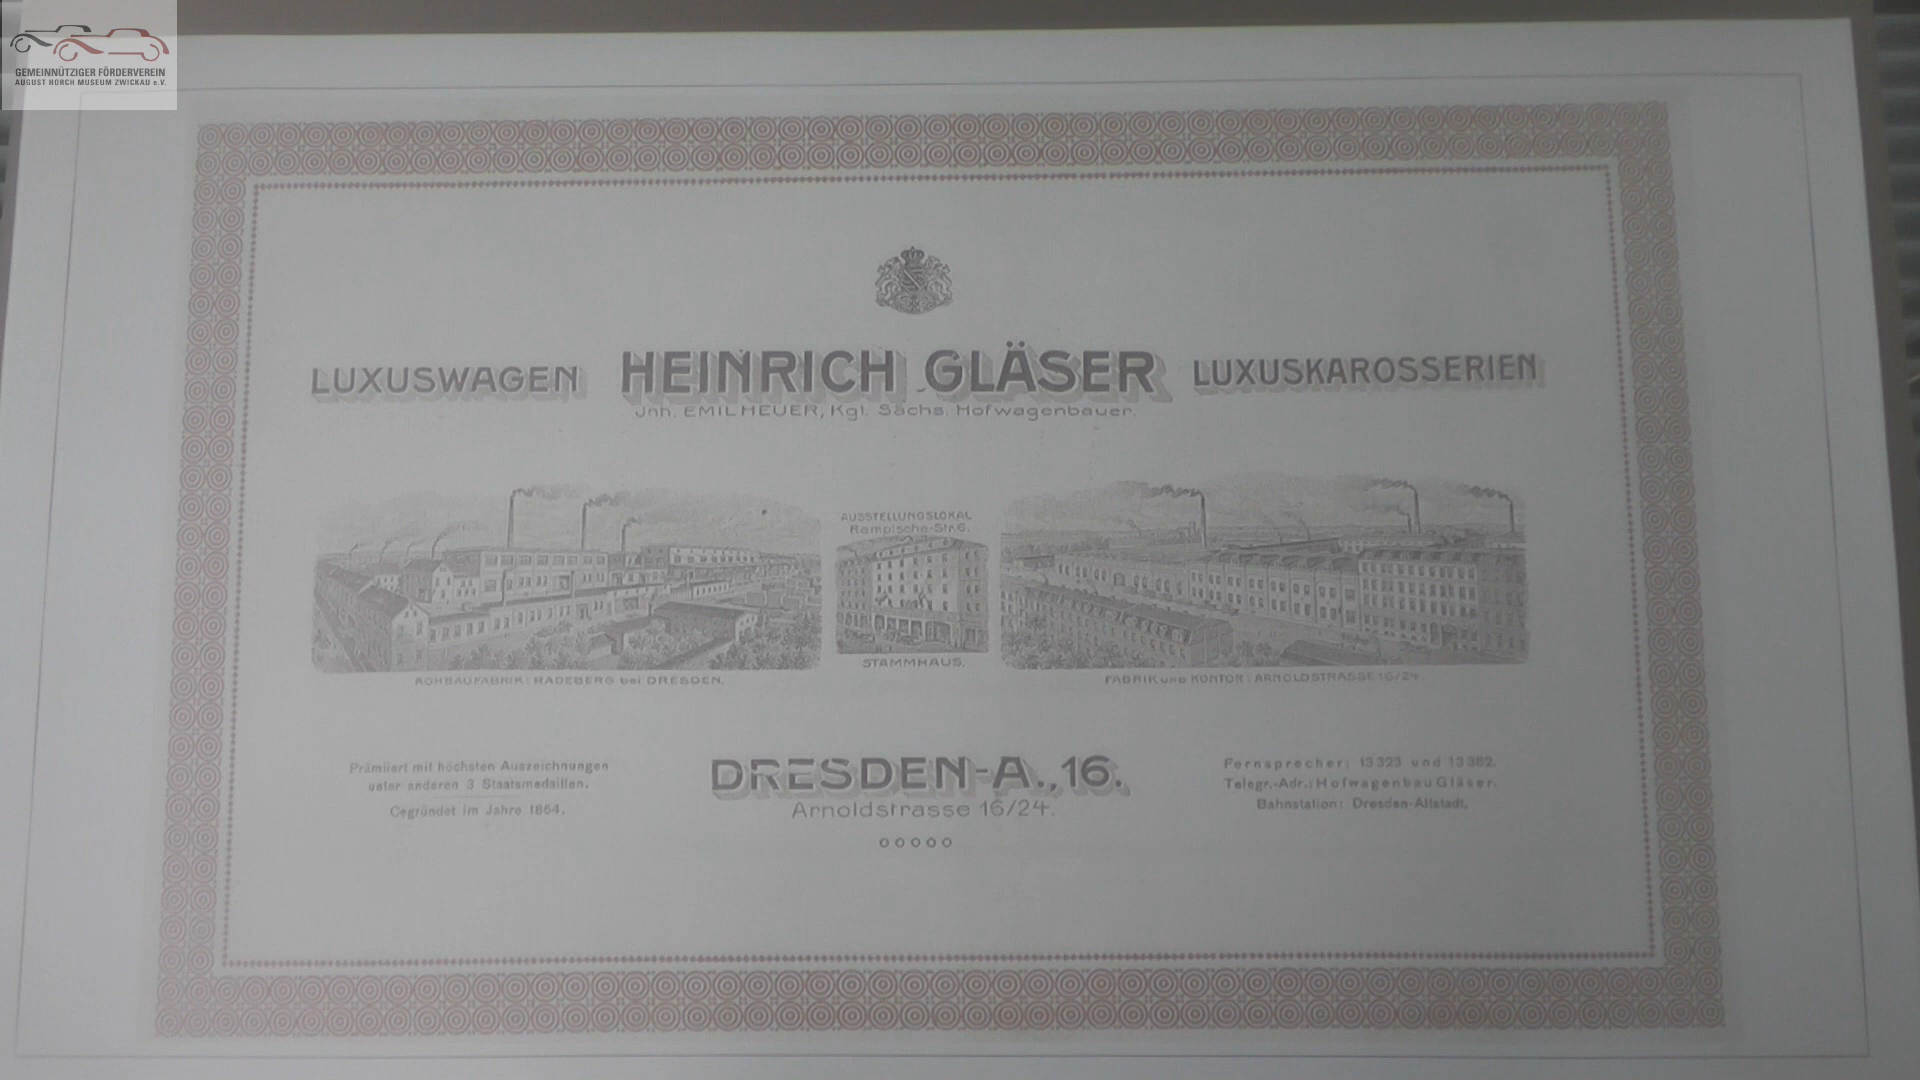 GEMEINNÜTZIGER FÖRDERVEREIN
AUGUST HORCH MUSEUM ZWICKAU e.V.
LUXUSWAGEN HEINRICH GLÄSER LUXUSKAROSSERIEN
Jnh. EMIL HEUER, Kgl. Sächs. Hofwagenbauer.
AUSSTELLUNGSLOKAL
Rampische-Str. 6.
STAMMHAUS.
ROHBAUFABRIK: RADEBERG bei DRESDEN.
FABRIK und KONTOR: ARNOLDSTRASSE 16/24.
Prämiiert mit höchsten Auszeichnungen
unter anderen 3 Staatsmedaillen.
Gegründet im Jahre 1864.
DRESDEN-A., 16.
Arnoldstrasse 16/24.
Fernsprecher: 13323 und 13382.
Telegr.-Adr.: Hofwagenbau Gläser.
Bahnstation: Dresden-Altstadt.